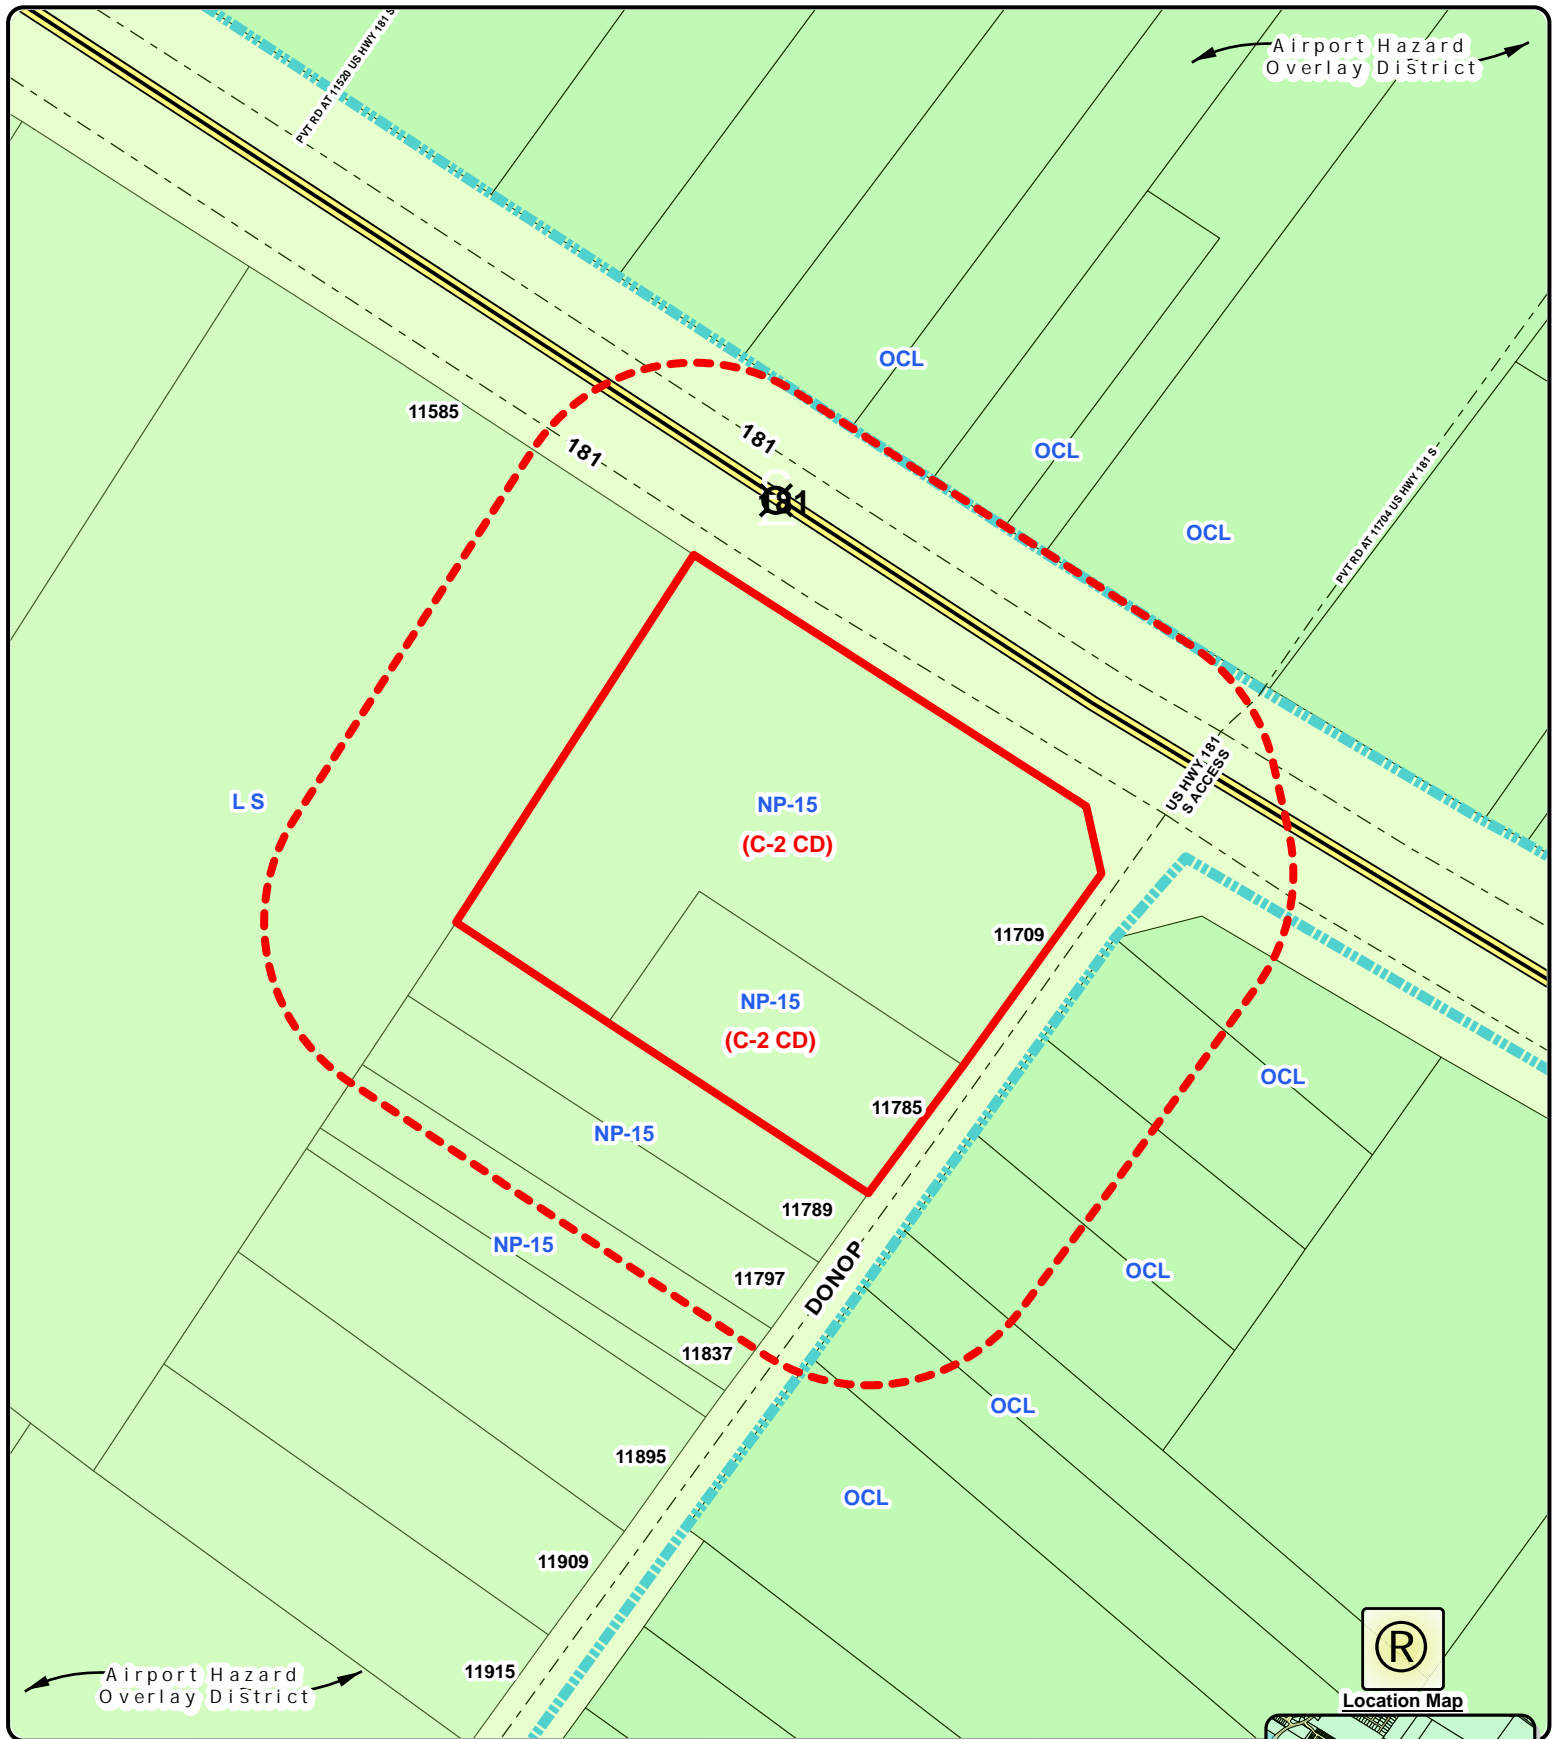 PVT RD AT 11520 US HWY 181 S
Airport Hazard
Overlay District
OCL
11585
181
181
OCL
181
OCL
PVT RD AT 11704 US HWY 181 S
US HWY 181
S ACCESS
L S
NP-15
(C-2 CD)
11709
NP-15
(C-2 CD)
OCL
11785
NP-15
11789
NP-15
OCL
11797
DONOP
11837
OCL
11895
OCL
11909
R
11915
Airport Hazard
Overlay District
Location Map